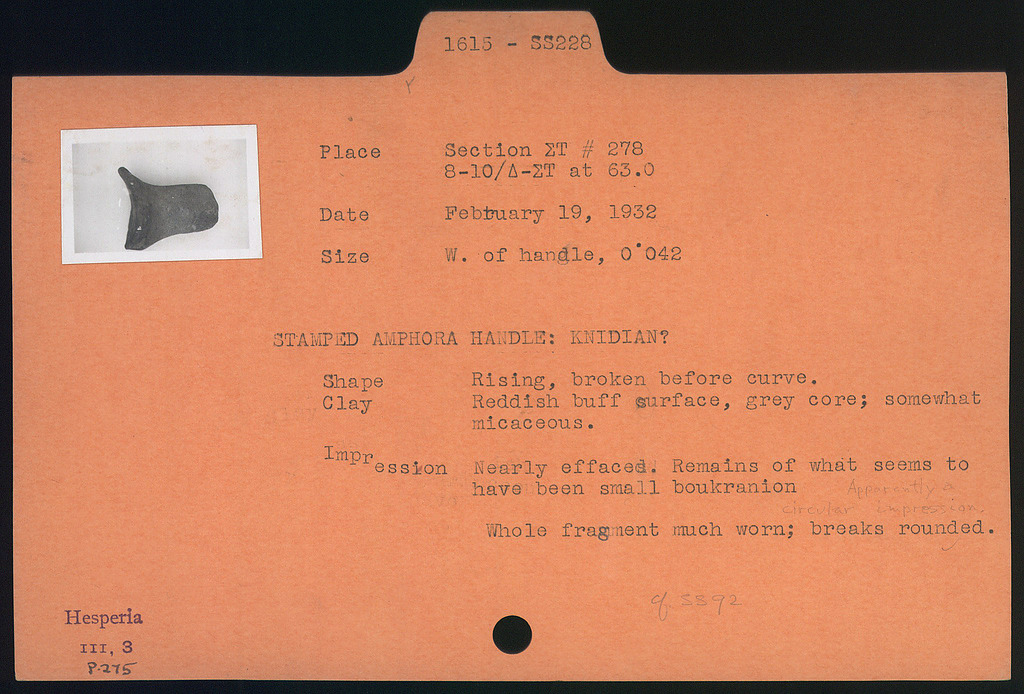 1615 - SS228
Place Section ΣΤ # 278
8-10/Δ-ΣΤ at 63.0
Date February 19, 1932
Size W. of handle, 0.042
STAMPED AMPHORA HANDLE: KNIDIAN?
Shape Rising, broken before curve.
Clay Reddish buff surface, grey core; somewhat
micaceous.
Impression Nearly effaced. Remains of what seems to
have been small boukranion Apparently a
circular impression.
Whole fragment much worn; breaks rounded.
cf. SS92
Hesperia
III, 3
P. 275